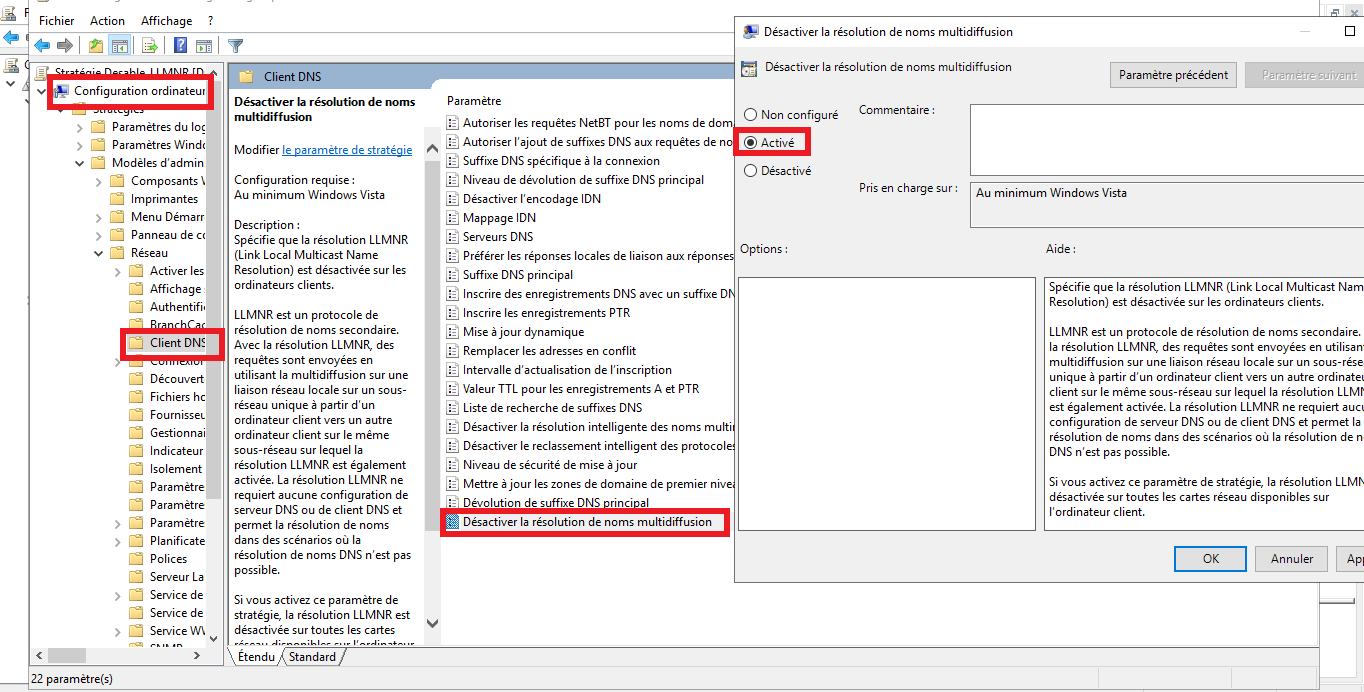 Fichier Action Affichage ?
Stratégie Desable_LLMNR [D
Configuration ordinateur
Stratégies
Paramètres du log
Paramètres Windo
Modèles d'admin
Composants W
Imprimantes
Menu Démarr
Panneau de co
Réseau
Activer les
Affichage
Authentifi
BranchCac
Client DNS
Connexion
Découvert
Fichiers ho
Fournisseu
Gestionnai
Indicateur
Isolement
Paramètre
Paramètre
Paramètre
Planificate
Polices
Serveur La
Service de
Service de
Service WV
SNMP
Client DNS
Désactiver la résolution de noms
multidiffusion
Modifier le paramètre de stratégie
Configuration requise :
Au minimum Windows Vista
Description :
Spécifie que la résolution LLMNR
(Link Local Multicast Name
Resolution) est désactivée sur les
ordinateurs clients.
LLMNR est un protocole de
résolution de noms secondaire.
Avec la résolution LLMNR, des
requêtes sont envoyées en
utilisant la multidiffusion sur une
liaison réseau locale sur un sous-
réseau unique à partir d'un
ordinateur client vers un autre
ordinateur client sur le même
sous-réseau sur lequel la
résolution LLMNR est également
activée. La résolution LLMNR ne
requiert aucune configuration de
serveur DNS ou de client DNS et
permet la résolution de noms
dans des scénarios où la
résolution de noms DNS n'est pas
possible.
Si vous activez ce paramètre de
stratégie, la résolution LLMNR est
désactivée sur toutes les cartes
réseau disponibles sur l'ordinateur
Paramètre
Autoriser les requêtes NetBT pour les noms de doma
Autoriser l'ajout de suffixes DNS aux requêtes de no
Suffixe DNS spécifique à la connexion
Niveau de dévolution de suffixe DNS principal
Désactiver l'encodage IDN
Mappage IDN
Serveurs DNS
Préférer les réponses locales de liaison aux réponses
Suffixe DNS principal
Inscrire des enregistrements DNS avec un suffixe DN
Inscrire les enregistrements PTR
Mise à jour dynamique
Remplacer les adresses en conflit
Intervalle d'actualisation de l'inscription
Valeur TTL pour les enregistrements A et PTR
Liste de recherche de suffixes DNS
Désactiver la résolution intelligente des noms multi
Désactiver le reclassement intelligent des protocoles
Niveau de sécurité de mise à jour
Mettre à jour les zones de domaine de premier nivea
Dévolution de suffixe DNS principal
Désactiver la résolution de noms multidiffusion
Étendu Standard
22 paramètre(s)
Désactiver la résolution de noms multidiffusion
Désactiver la résolution de noms multidiffusion
Paramètre précédent Paramètre suivant
Non configuré
Activé
Désactivé
Commentaire :
Pris en charge sur :
Au minimum Windows Vista
Options :
Aide :
Spécifie que la résolution LLMNR (Link Local Multicast Nam
Resolution) est désactivée sur les ordinateurs clients.
LLMNR est un protocole de résolution de noms secondaire.
la résolution LLMNR, des requêtes sont envoyées en utilisant
multidiffusion sur une liaison réseau locale sur un sous-rése
unique à partir d'un ordinateur client vers un autre ordinateu
client sur le même sous-réseau sur lequel la résolution LLMN
est également activée. La résolution LLMNR ne requiert aucu
configuration de serveur DNS ou de client DNS et permet la
résolution de noms dans des scénarios où la résolution de n
DNS n'est pas possible.
Si vous activez ce paramètre de stratégie, la résolution LLMN
désactivée sur toutes les cartes réseau disponibles sur
l'ordinateur client.
OK Annuler App